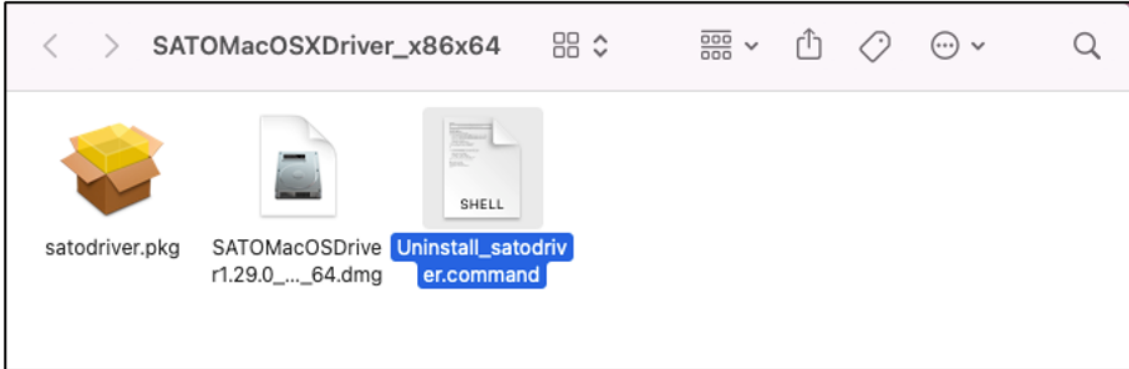 SATOMacOSXDriver_x86x64
SHELL
satodriver.pkg
SATOMacOSDrive
r1.29.0_..._64.dmg
Uninstall_satodriv
er.command